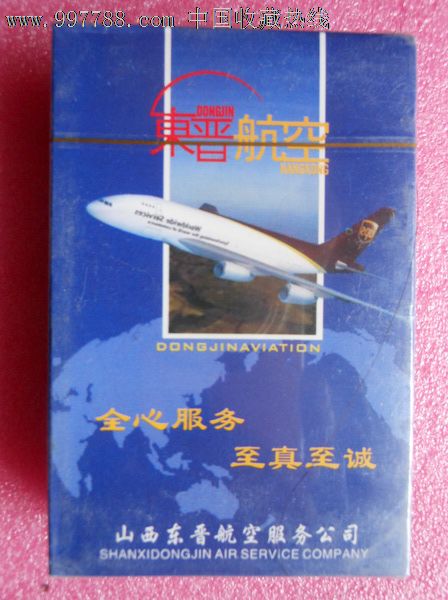 www.997788.com 中国收藏热线
DONGJIN
東晋航空
HANGKONG
Worldwide Services
DONGJINAVIATION
全心服务
至真至诚
山西东晋航空服务公司
SHANXIDONGJIN AIR SERVICE COMPANY